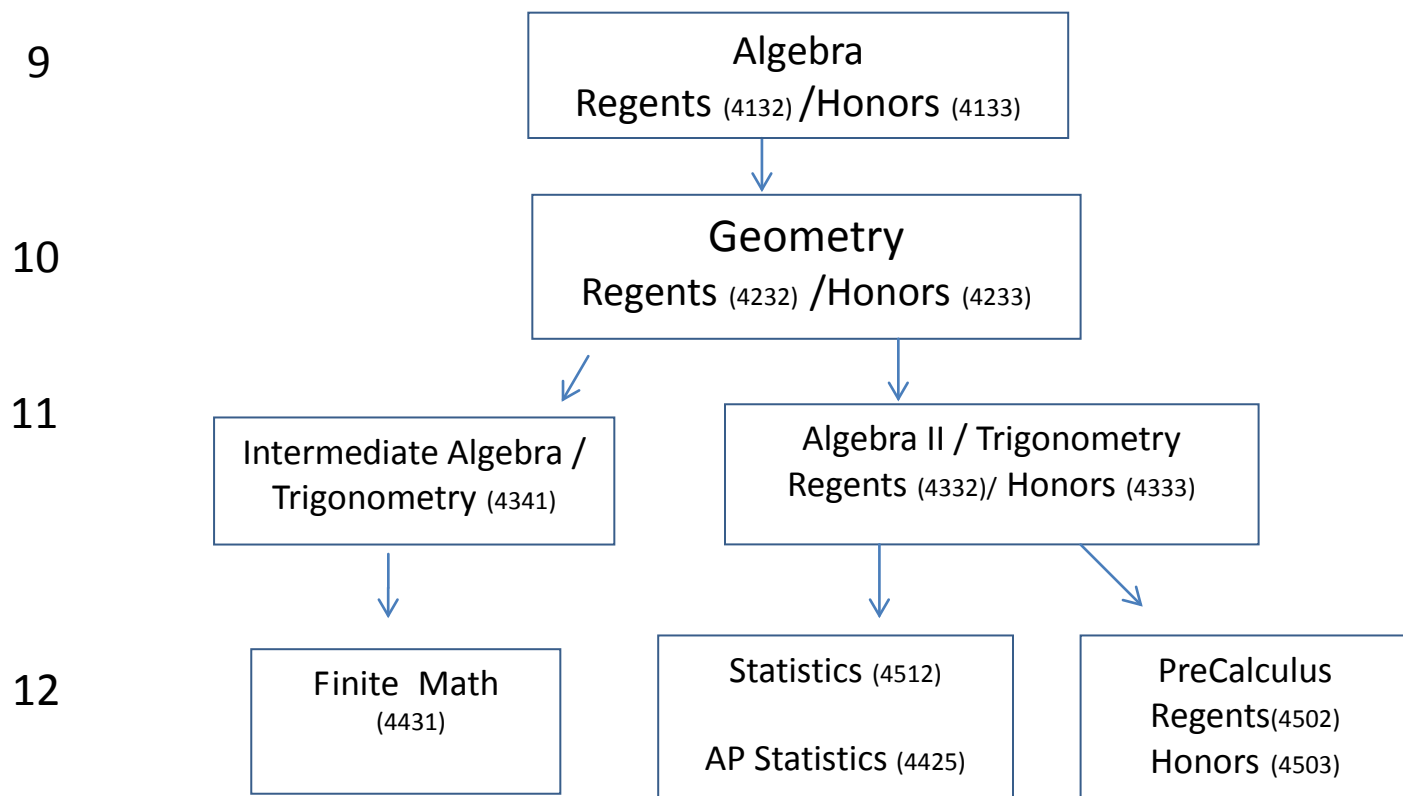 9
Algebra
Regents (4132) /Honors (4133)
10
Geometry
Regents (4232) /Honors (4233)
11
Intermediate Algebra /
Trigonometry (4341)
Algebra II / Trigonometry
Regents (4332)/ Honors (4333)
12
Finite Math
(4431)
Statistics (4512)
AP Statistics (4425)
PreCalculus
Regents(4502)
Honors (4503)